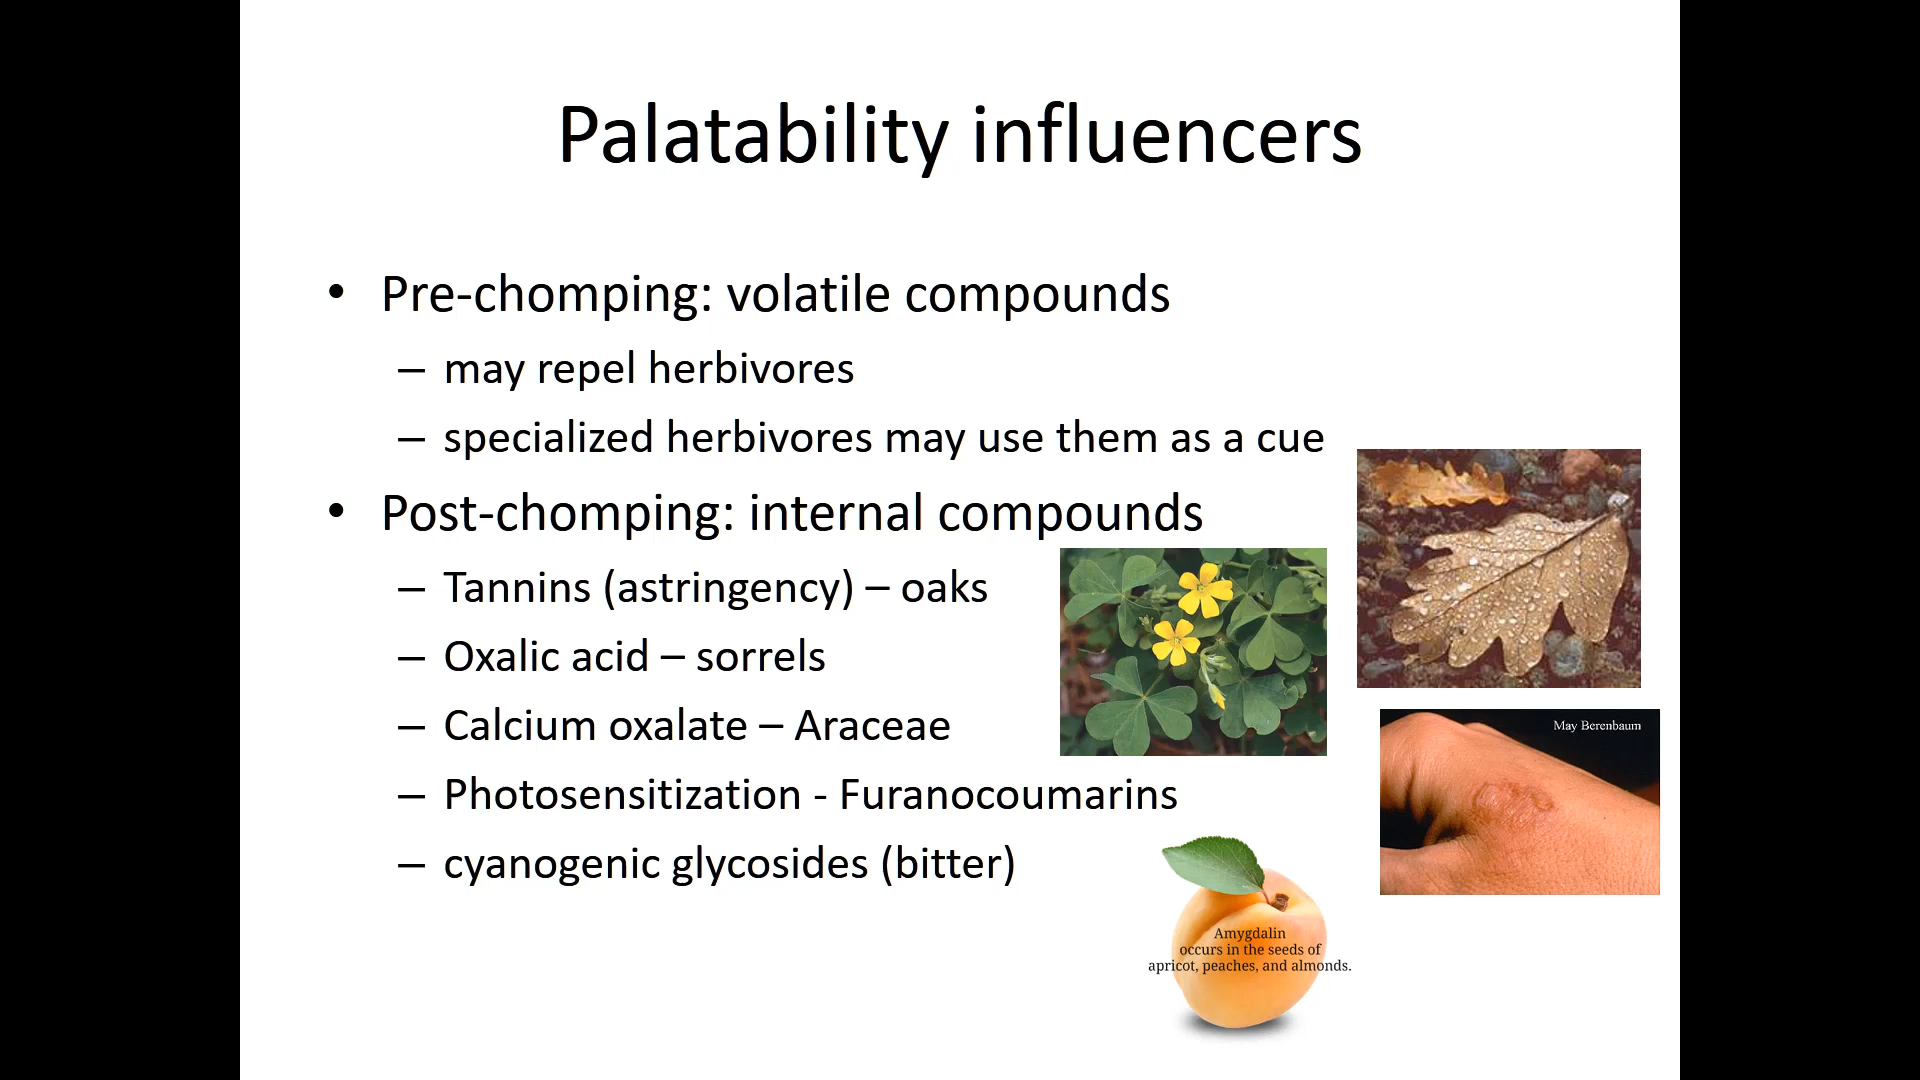 Palatability influencers
• Pre-chomping: volatile compounds
– may repel herbivores
– specialized herbivores may use them as a cue
• Post-chomping: internal compounds
– Tannins (astringency) – oaks
– Oxalic acid – sorrels
– Calcium oxalate – Araceae
– Photosensitization - Furanocoumarins
– cyanogenic glycosides (bitter)
May Berenbaum
Amygdalin
occurs in the seeds of
apricot, peaches, and almonds.